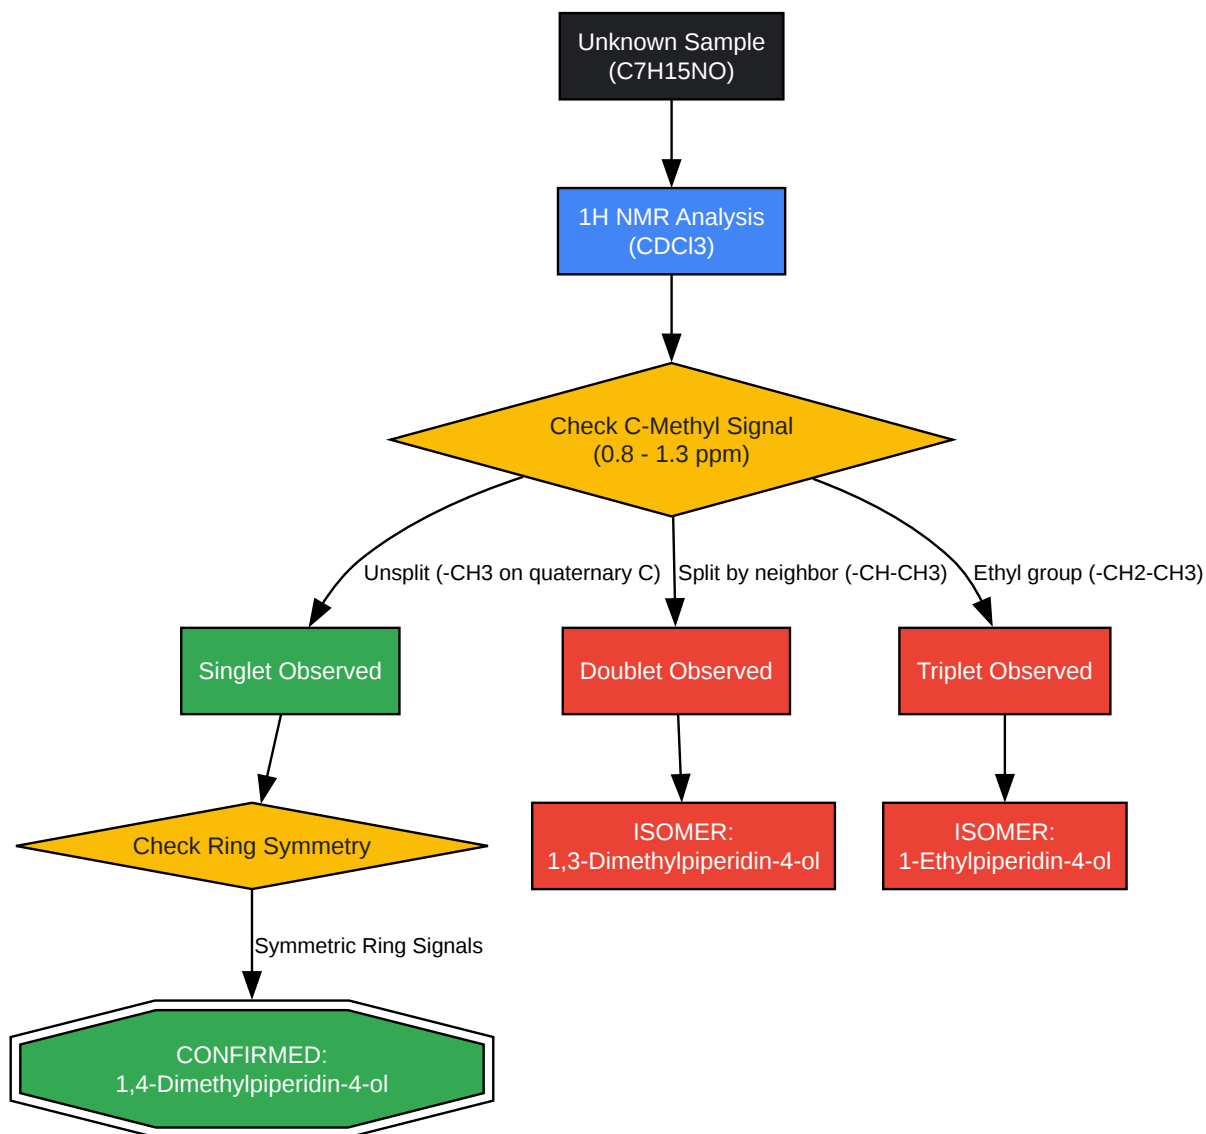 Unknown Sample
(C7H15NO)
1H NMR Analysis
(CDCl3)
Check C-Methyl Signal
(0.8 - 1.3 ppm)
Unsplit (-CH3 on quaternary C)
Split by neighbor (-CH-CH3)
Ethyl group (-CH2-CH3)
Singlet Observed
Doublet Observed
Triplet Observed
Check Ring Symmetry
ISOMER:
1,3-Dimethylpiperidin-4-ol
ISOMER:
1-Ethylpiperidin-4-ol
Symmetric Ring Signals
CONFIRMED:
1,4-Dimethylpiperidin-4-ol